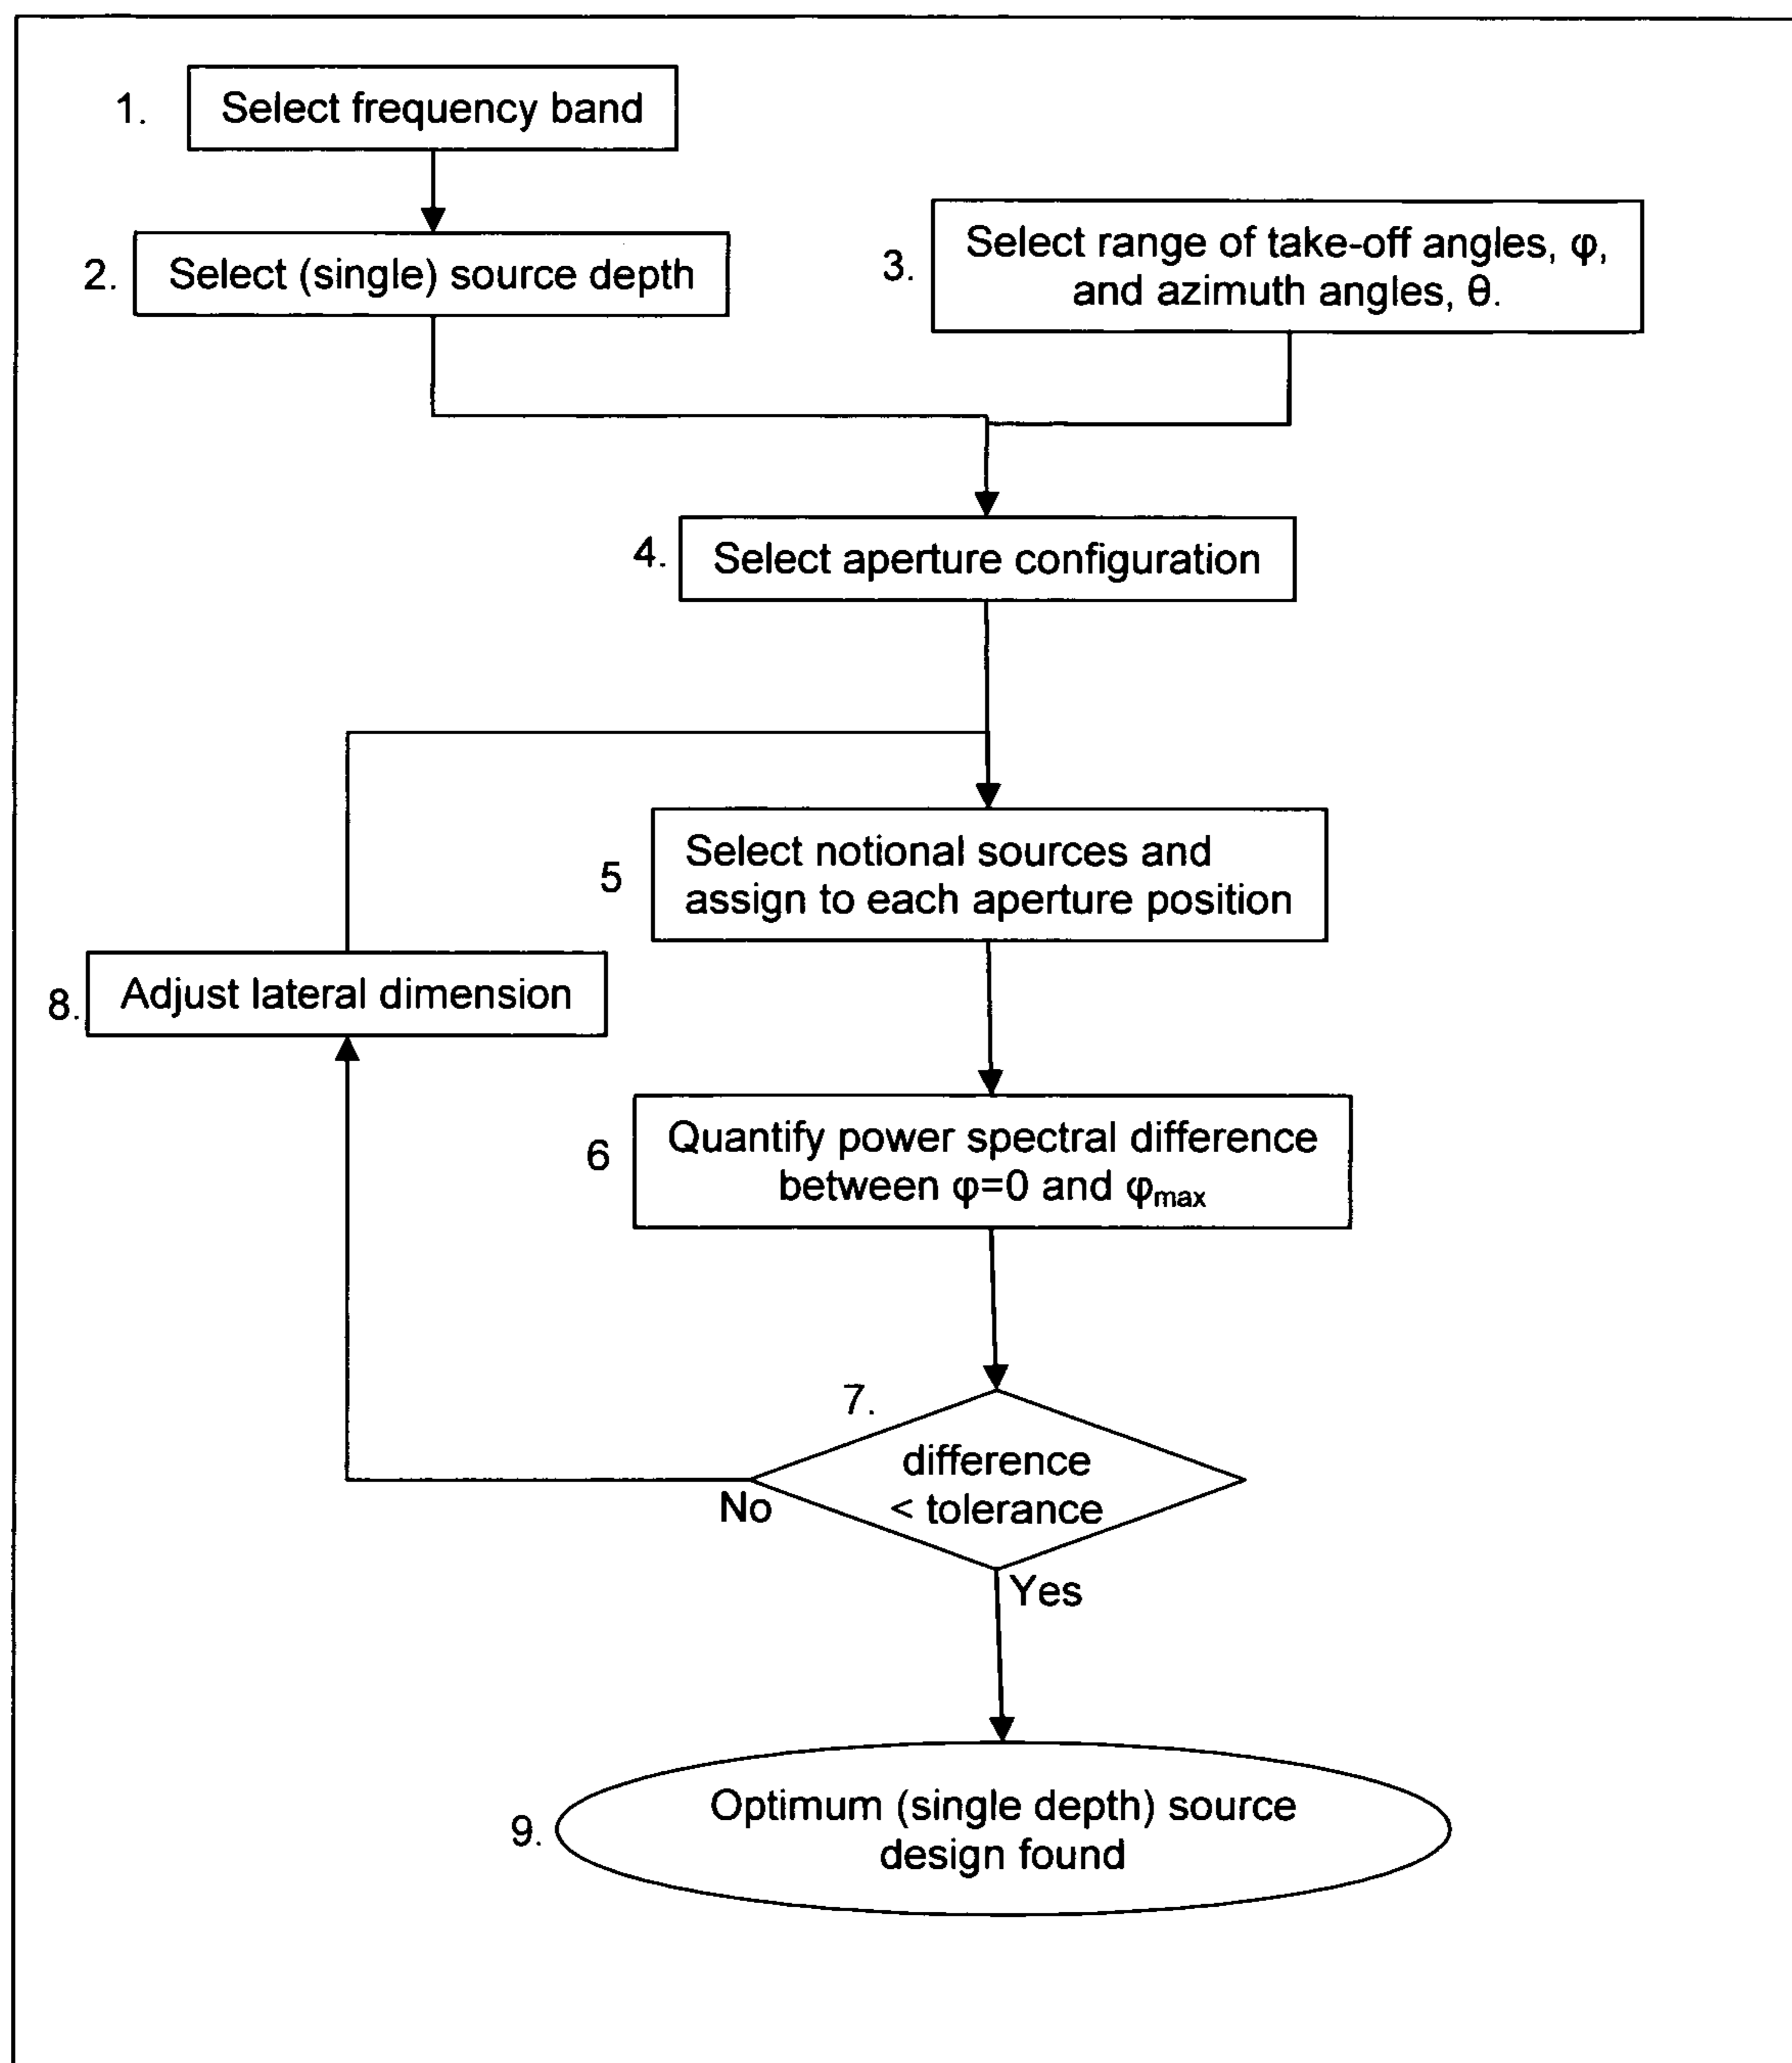 1.
Select frequency band
2.
Select (single) source depth
3.
Select range of take-off angles, φ,
and azimuth angles, θ.
4.
Select aperture configuration
5
Select notional sources and
assign to each aperture position
8.
Adjust lateral dimension
6
Quantify power spectral difference
between φ=0 and φmax
7.
difference
< tolerance
No
Yes
9.
Optimum (single depth) source
design found